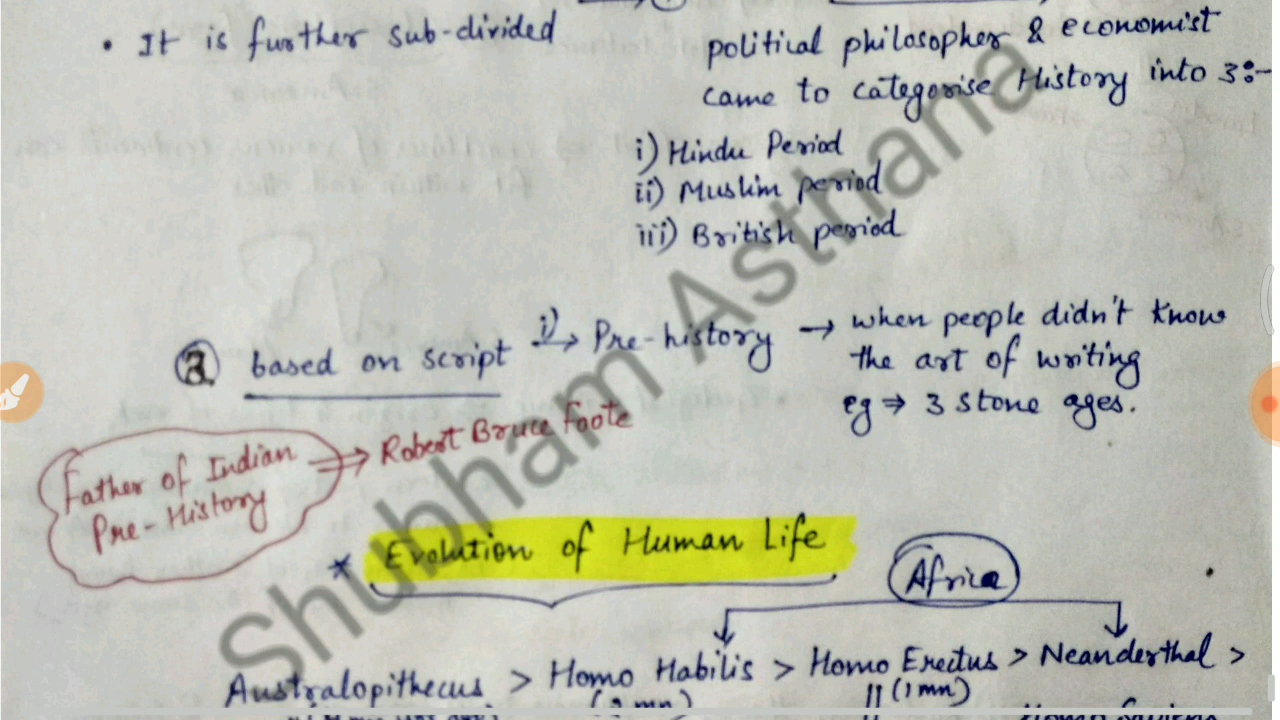 • It is further sub-divided
political philosopher & economist
came to categorise History into 3:-
i) Hindu Period
ii) Muslim period
iii) British period
2 based on script i)→ Pre-history → when people didn't know
the art of writing
eg ⇒ 3 Stone ages.
Father of Indian ⇒ Robert Bruce Foote
Pre-History
* Evolution of Human Life
Africa
Australopithecus > Homo Habilis > Homo Erectus > Neanderthal >
|| (1 mn)
Shubham Asthana